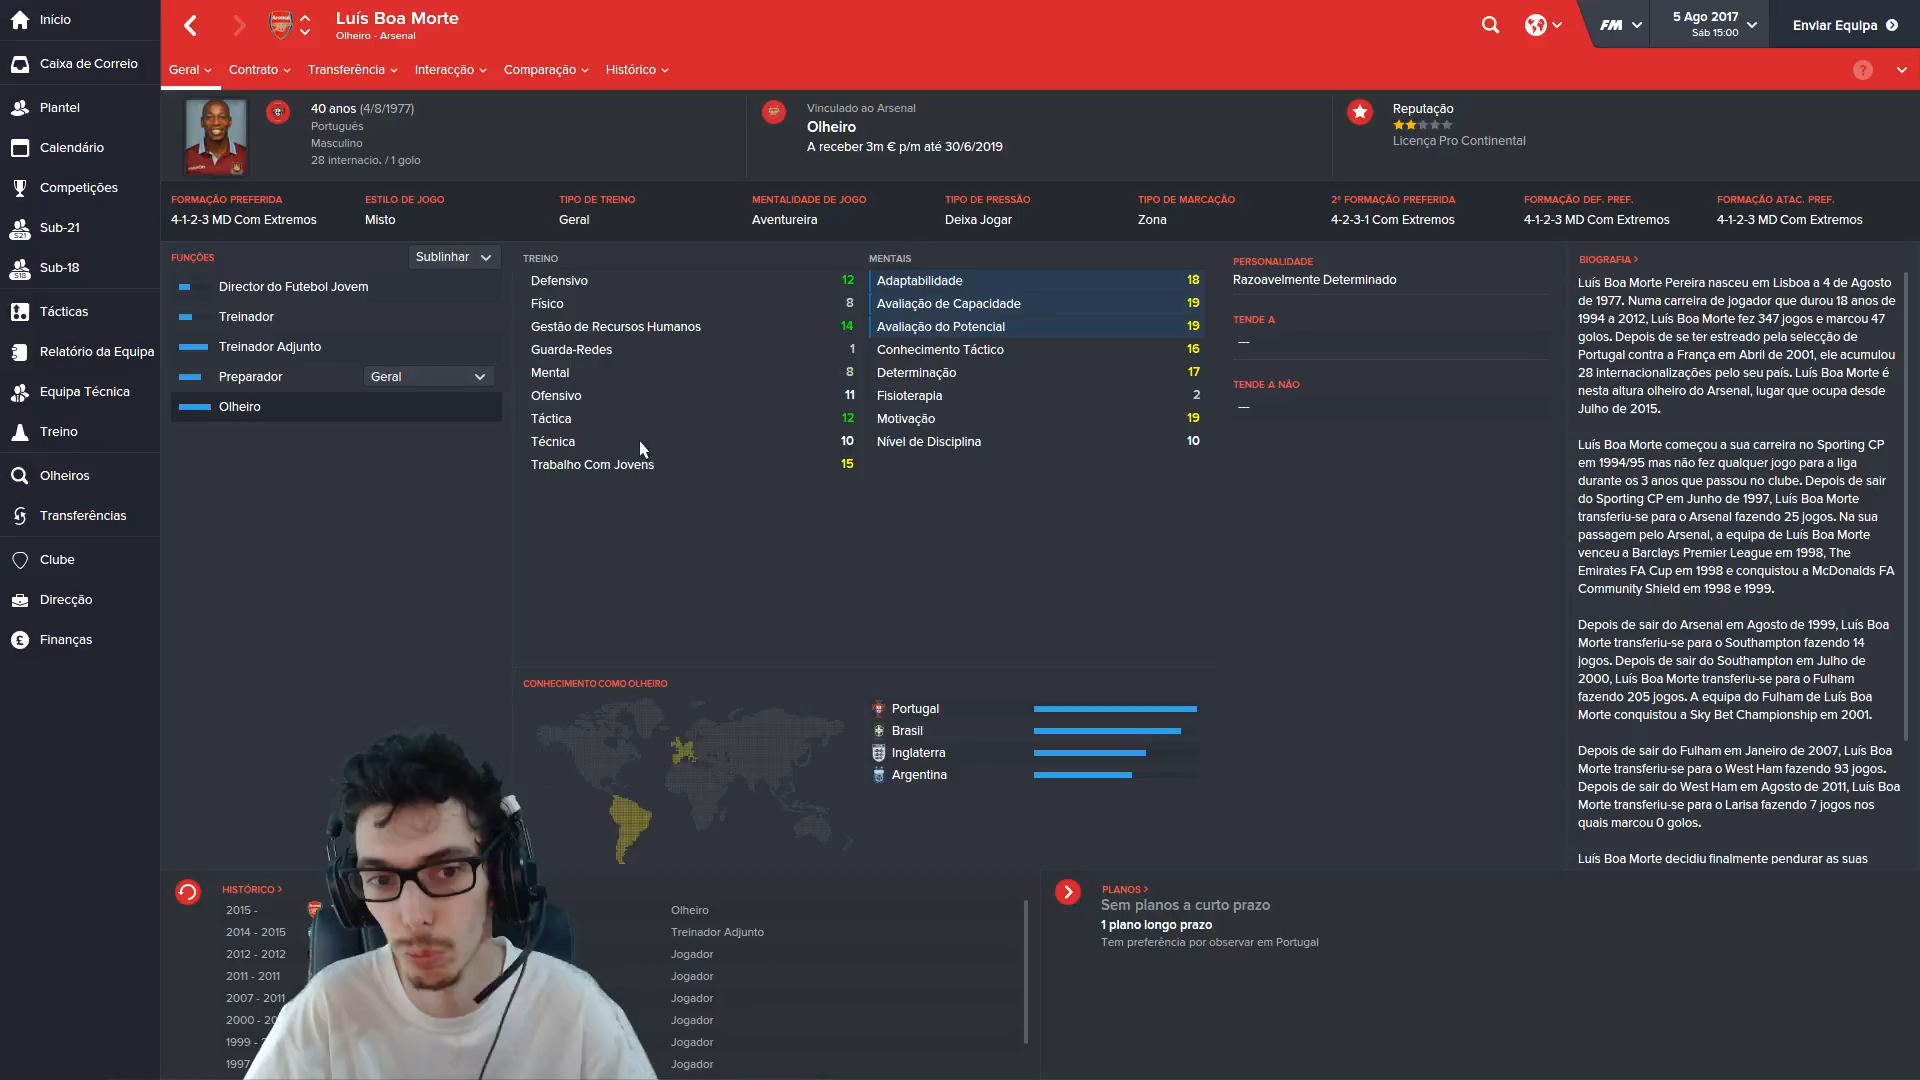 Início
Caixa de Correio
Plantel
Calendário
Competições
Sub-21
Sub-18
Tácticas
Relatório da Equipa
Equipa Técnica
Treino
Olheiros
Transferências
Clube
Direcção
Finanças
Luís Boa Morte
Olheiro - Arsenal
FM
5 Ago 2017
Sáb 15:00
Enviar Equipa
Geral
Contrato
Transferência
Interacção
Comparação
Histórico
?
40 anos (4/8/1977)
Português
Masculino
28 internacio. / 1 golo
Vinculado ao Arsenal
Olheiro
A receber 3m € p/m até 30/6/2019
Reputação
Licença Pro Continental
FORMAÇÃO PREFERIDA
4-1-2-3 MD Com Extremos
ESTILO DE JOGO
Misto
TIPO DE TREINO
Geral
MENTALIDADE DE JOGO
Aventureira
TIPO DE PRESSÃO
Deixa Jogar
TIPO DE MARCAÇÃO
Zona
2ª FORMAÇÃO PREFERIDA
4-2-3-1 Com Extremos
FORMAÇÃO DEF. PREF.
4-1-2-3 MD Com Extremos
FORMAÇÃO ATAC. PREF.
4-1-2-3 MD Com Extremos
FUNÇÕES
Sublinhar
Director do Futebol Jovem
Treinador
Treinador Adjunto
Preparador
Geral
Olheiro
TREINO
Defensivo 12
Físico 8
Gestão de Recursos Humanos 14
Guarda-Redes 1
Mental 8
Ofensivo 11
Táctica 12
Técnica 10
Trabalho Com Jovens 15
MENTAIS
Adaptabilidade 18
Avaliação de Capacidade 19
Avaliação do Potencial 19
Conhecimento Táctico 16
Determinação 17
Fisioterapia 2
Motivação 19
Nível de Disciplina 10
PERSONALIDADE
Razoavelmente Determinado
TENDE A
---
TENDE A NÃO
---
BIOGRAFIA >
Luís Boa Morte Pereira nasceu em Lisboa a 4 de Agosto
de 1977. Numa carreira de jogador que durou 18 anos de
1994 a 2012, Luís Boa Morte fez 347 jogos e marcou 47
golos. Depois de se ter estreado pela selecção de
Portugal contra a França em Abril de 2001, ele acumulou
28 internacionalizações pelo seu país. Luís Boa Morte é
nesta altura olheiro do Arsenal, lugar que ocupa desde
Julho de 2015.
Luís Boa Morte começou a sua carreira no Sporting CP
em 1994/95 mas não fez qualquer jogo para a liga
durante os 3 anos que passou no clube. Depois de sair
do Sporting CP em Junho de 1997, Luís Boa Morte
transferiu-se para o Arsenal fazendo 25 jogos. Na sua
passagem pelo Arsenal, a equipa de Luís Boa Morte
venceu a Barclays Premier League em 1998, The
Emirates FA Cup em 1998 e conquistou a McDonalds FA
Community Shield em 1998 e 1999.
Depois de sair do Arsenal em Agosto de 1999, Luís Boa
Morte transferiu-se para o Southampton fazendo 14
jogos. Depois de sair do Southampton em Julho de
2000, Luís Boa Morte transferiu-se para o Fulham
fazendo 205 jogos. A equipa do Fulham de Luís Boa
Morte conquistou a Sky Bet Championship em 2001.
Depois de sair do Fulham em Janeiro de 2007, Luís Boa
Morte transferiu-se para o West Ham fazendo 93 jogos.
Depois de sair do West Ham em Agosto de 2011, Luís Boa
Morte transferiu-se para o Larisa fazendo 7 jogos nos
quais marcou 0 golos.
Luís Boa Morte decidiu finalmente pendurar as suas
CONHECIMENTO COMO OLHEIRO
Portugal
Brasil
Inglaterra
Argentina
HISTÓRICO >
2015 - Olheiro
2014 - 2015 Treinador Adjunto
2012 - 2012 Jogador
2011 - 2011 Jogador
2007 - 2011 Jogador
2000 - 20 Jogador
1999 - Jogador
1997 Jogador
PLANOS >
Sem planos a curto prazo
1 plano longo prazo
Tem preferência por observar em Portugal